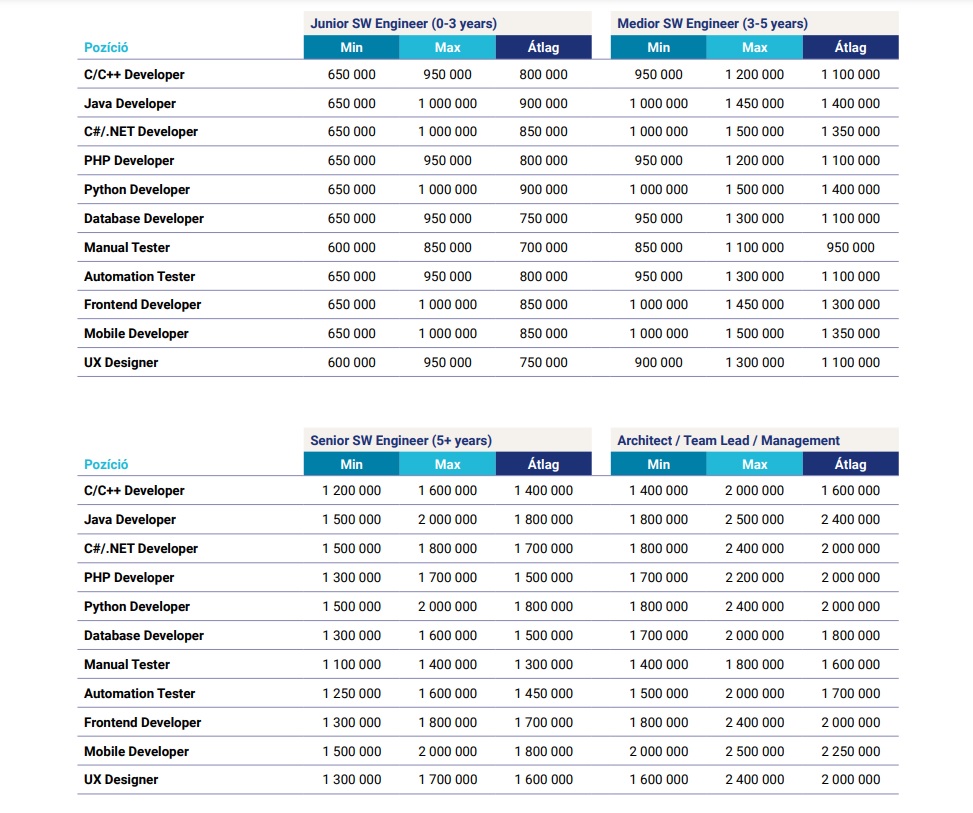 Junior SW Engineer (0-3 years) Medior SW Engineer (3-5 years)
Pozíció Min Max Átlag Min Max Átlag
C/C++ Developer 650 000 950 000 800 000 950 000 1 200 000 1 100 000
Java Developer 650 000 1 000 000 900 000 1 000 000 1 450 000 1 400 000
C#/.NET Developer 650 000 1 000 000 850 000 1 000 000 1 500 000 1 350 000
PHP Developer 650 000 950 000 800 000 950 000 1 200 000 1 100 000
Python Developer 650 000 1 000 000 900 000 1 000 000 1 500 000 1 400 000
Database Developer 650 000 950 000 750 000 950 000 1 300 000 1 100 000
Manual Tester 600 000 850 000 700 000 850 000 1 100 000 950 000
Automation Tester 650 000 950 000 800 000 950 000 1 300 000 1 100 000
Frontend Developer 650 000 1 000 000 850 000 1 000 000 1 450 000 1 300 000
Mobile Developer 650 000 1 000 000 850 000 1 000 000 1 500 000 1 350 000
UX Designer 600 000 950 000 750 000 900 000 1 300 000 1 100 000
Senior SW Engineer (5+ years) Architect / Team Lead / Management
Pozíció Min Max Átlag Min Max Átlag
C/C++ Developer 1 200 000 1 600 000 1 400 000 1 400 000 2 000 000 1 600 000
Java Developer 1 500 000 2 000 000 1 800 000 1 800 000 2 500 000 2 400 000
C#/.NET Developer 1 500 000 1 800 000 1 700 000 1 800 000 2 400 000 2 000 000
PHP Developer 1 300 000 1 700 000 1 500 000 1 700 000 2 200 000 2 000 000
Python Developer 1 500 000 2 000 000 1 800 000 1 800 000 2 400 000 2 000 000
Database Developer 1 300 000 1 600 000 1 500 000 1 700 000 2 000 000 1 800 000
Manual Tester 1 100 000 1 400 000 1 300 000 1 400 000 1 800 000 1 600 000
Automation Tester 1 250 000 1 600 000 1 450 000 1 500 000 2 000 000 1 700 000
Frontend Developer 1 300 000 1 800 000 1 700 000 1 800 000 2 400 000 2 000 000
Mobile Developer 1 500 000 2 000 000 1 800 000 2 000 000 2 500 000 2 250 000
UX Designer 1 300 000 1 700 000 1 600 000 1 600 000 2 400 000 2 000 000